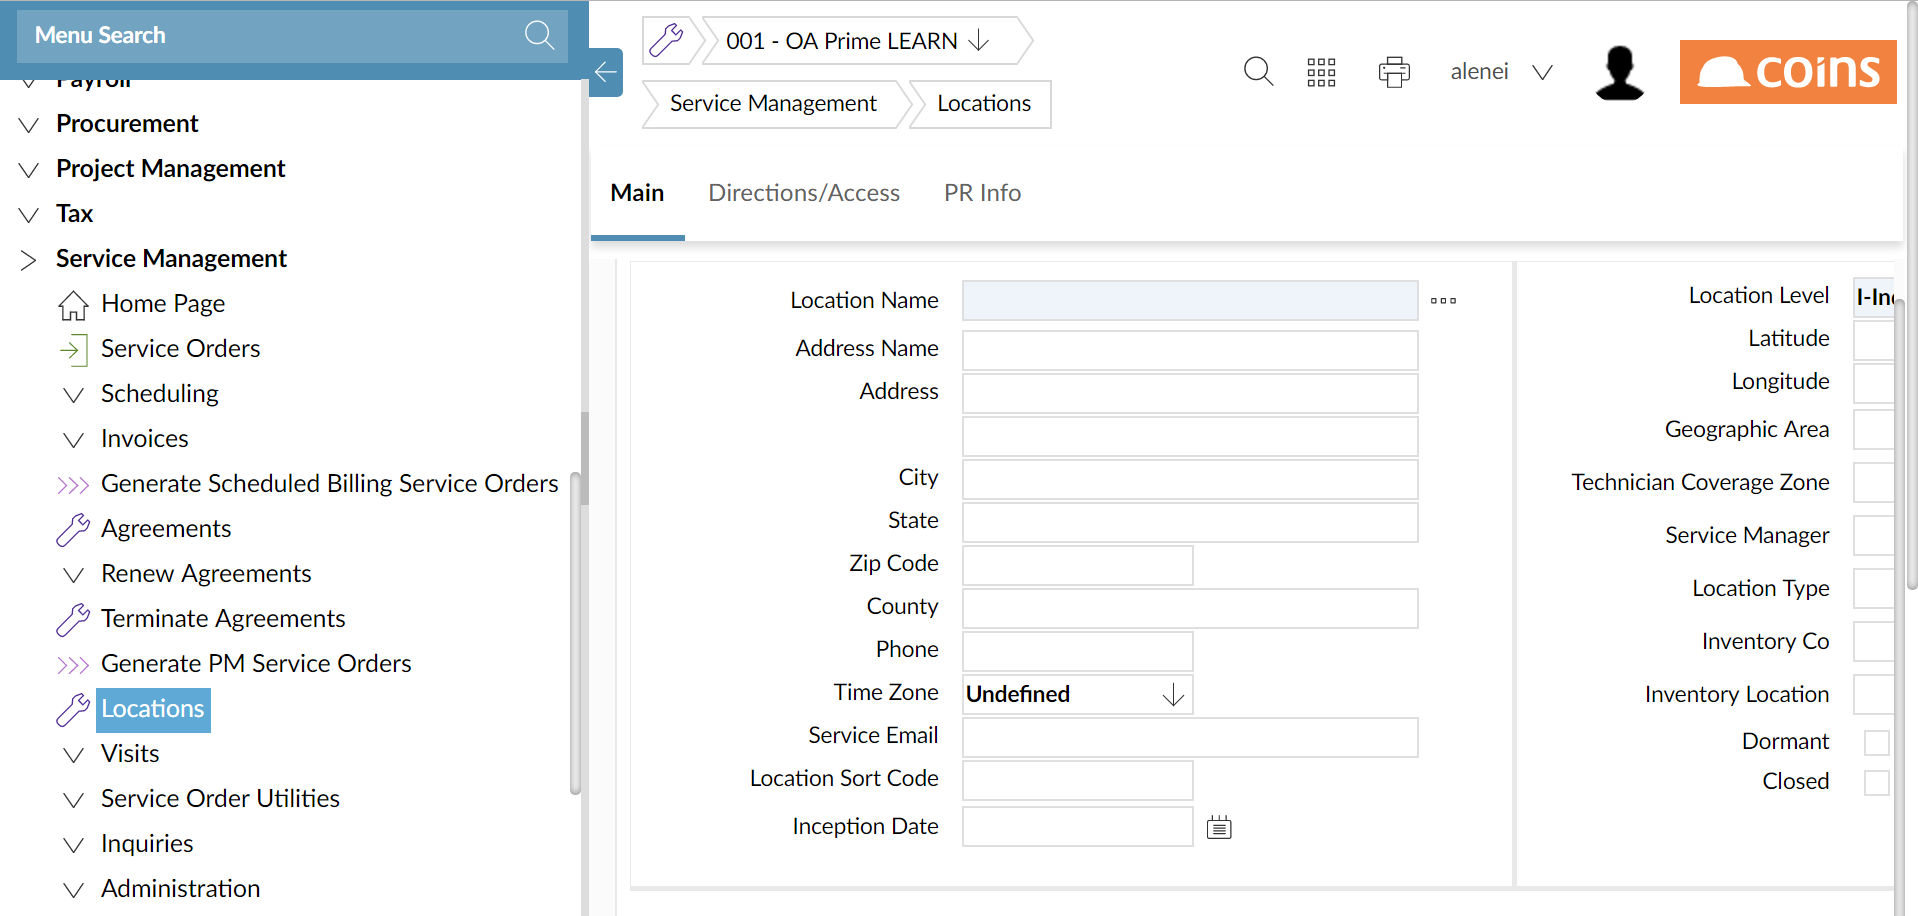 Menu Search
Payroll
Procurement
Project Management
Tax
Service Management
Home Page
Service Orders
Scheduling
Invoices
Generate Scheduled Billing Service Orders
Agreements
Renew Agreements
Terminate Agreements
Generate PM Service Orders
Locations
Visits
Service Order Utilities
Inquiries
Administration
001 - OA Prime LEARN
Service Management
Locations
alenei
coins
Main
Directions/Access
PR Info
Location Name
Address Name
Address
City
State
Zip Code
County
Phone
Time Zone
Undefined
Service Email
Location Sort Code
Inception Date
Location Level
Latitude
Longitude
Geographic Area
Technician Coverage Zone
Service Manager
Location Type
Inventory Co
Inventory Location
Dormant
Closed